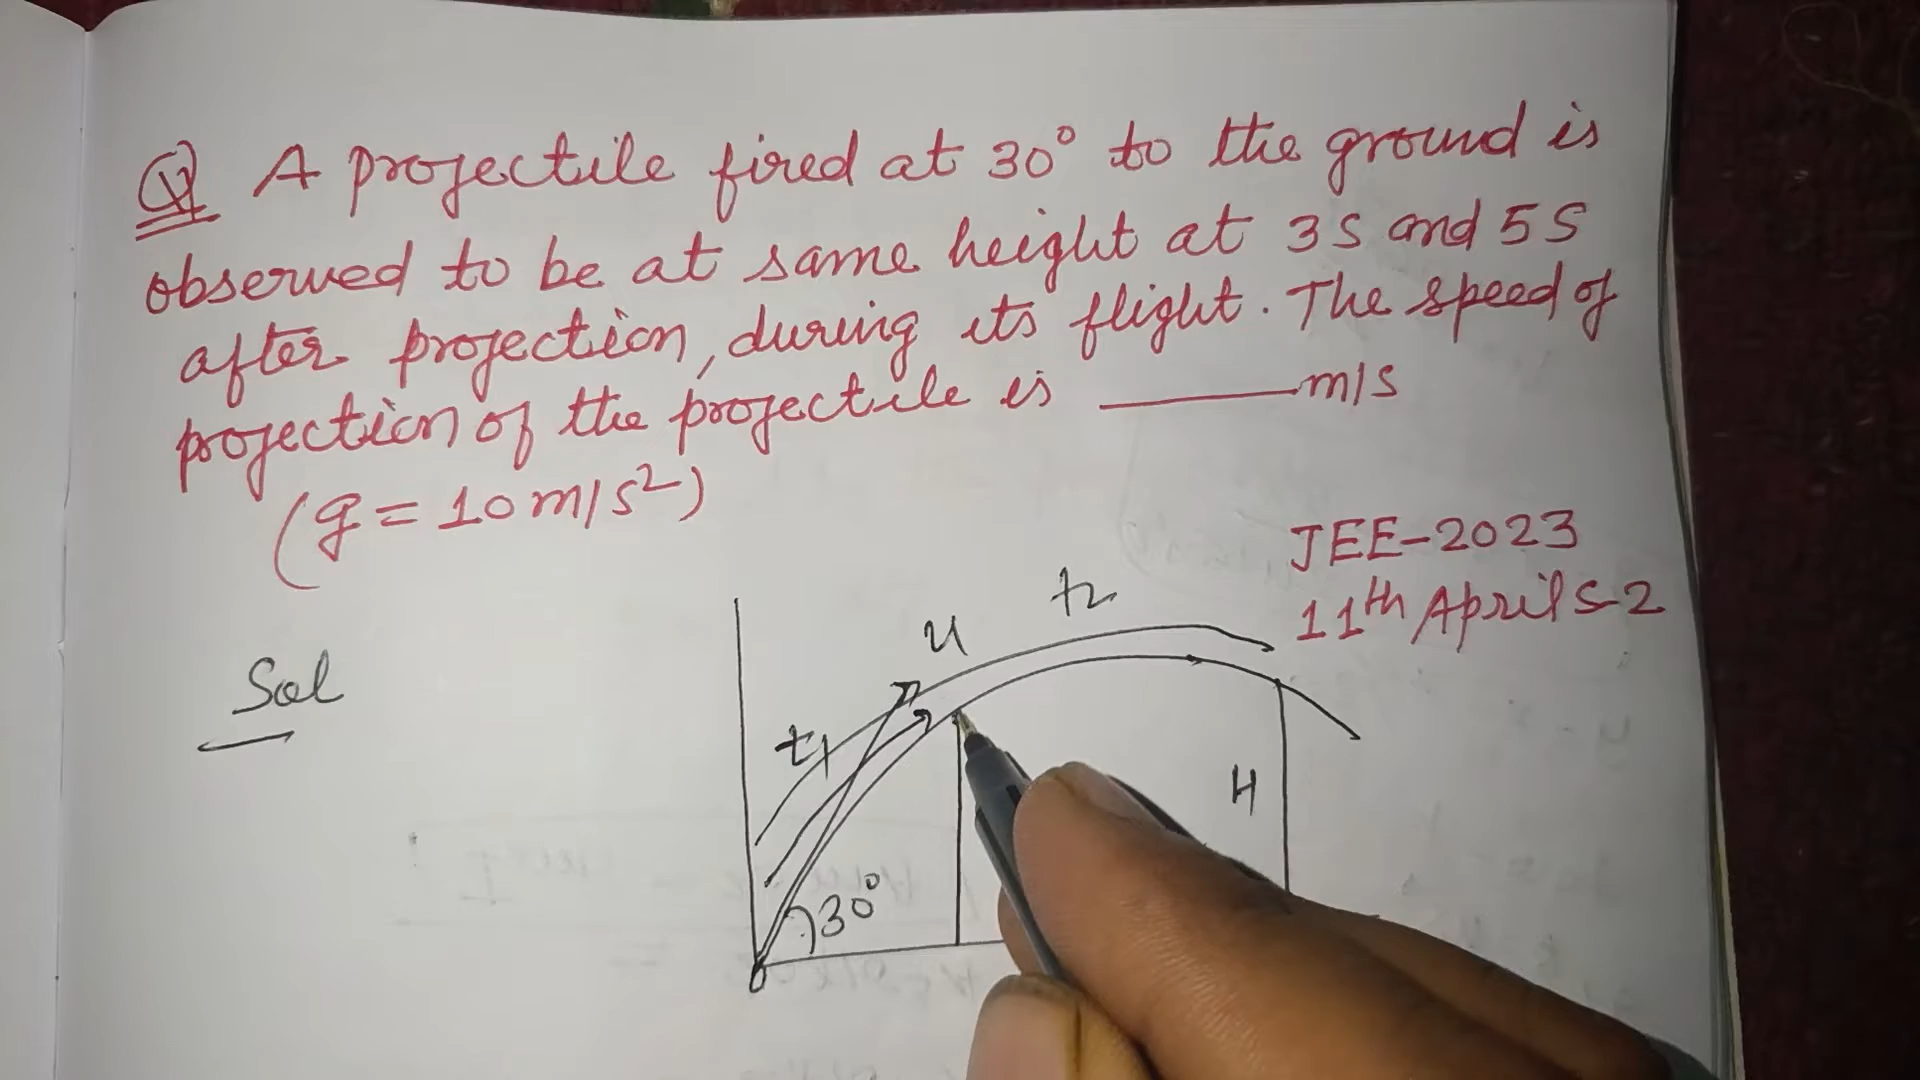 Q A projectile fired at 30° to the ground is
observed to be at same height at 3s and 5s
after projection, during its flight. The speed of
projection of the projectile is ______ m/s
(g = 10 m/s²)
JEE-2023
11th April S-2
Sol
t2
u
t1
H
30°
O